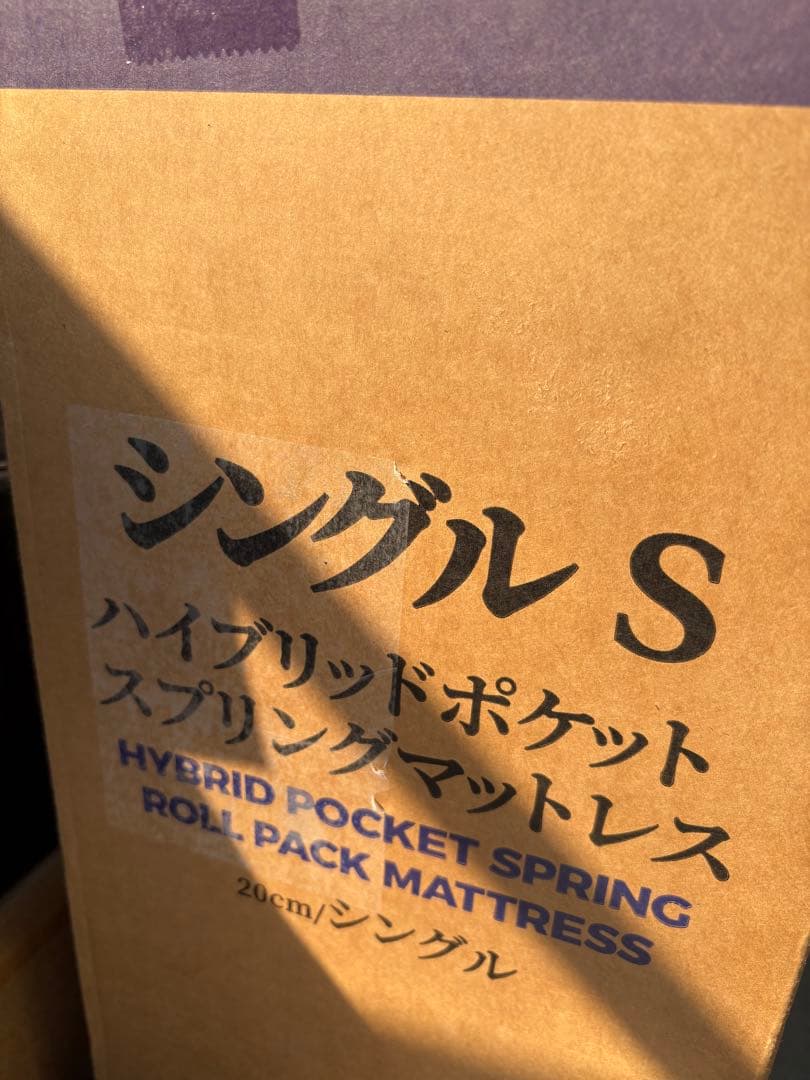 シングル S
ハイブリッドポケット
スプリングマットレス
HYBRID POCKET SPRING
ROLL PACK MATTRESS
20cm/シングル